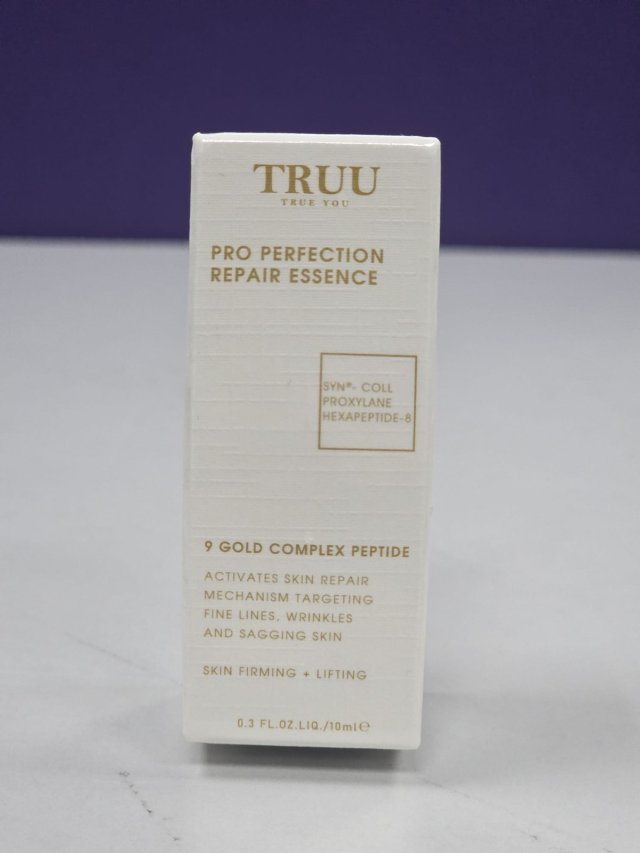 TRUU
TRUE YOU
PRO PERFECTION
REPAIR ESSENCE
SYN®- COLL
PROXYLANE
HEXAPEPTIDE-8
9 GOLD COMPLEX PEPTIDE
ACTIVATES SKIN REPAIR
MECHANISM TARGETING
FINE LINES, WRINKLES
AND SAGGING SKIN
SKIN FIRMING + LIFTING
0.3 FL.OZ.LIQ./10ml℮